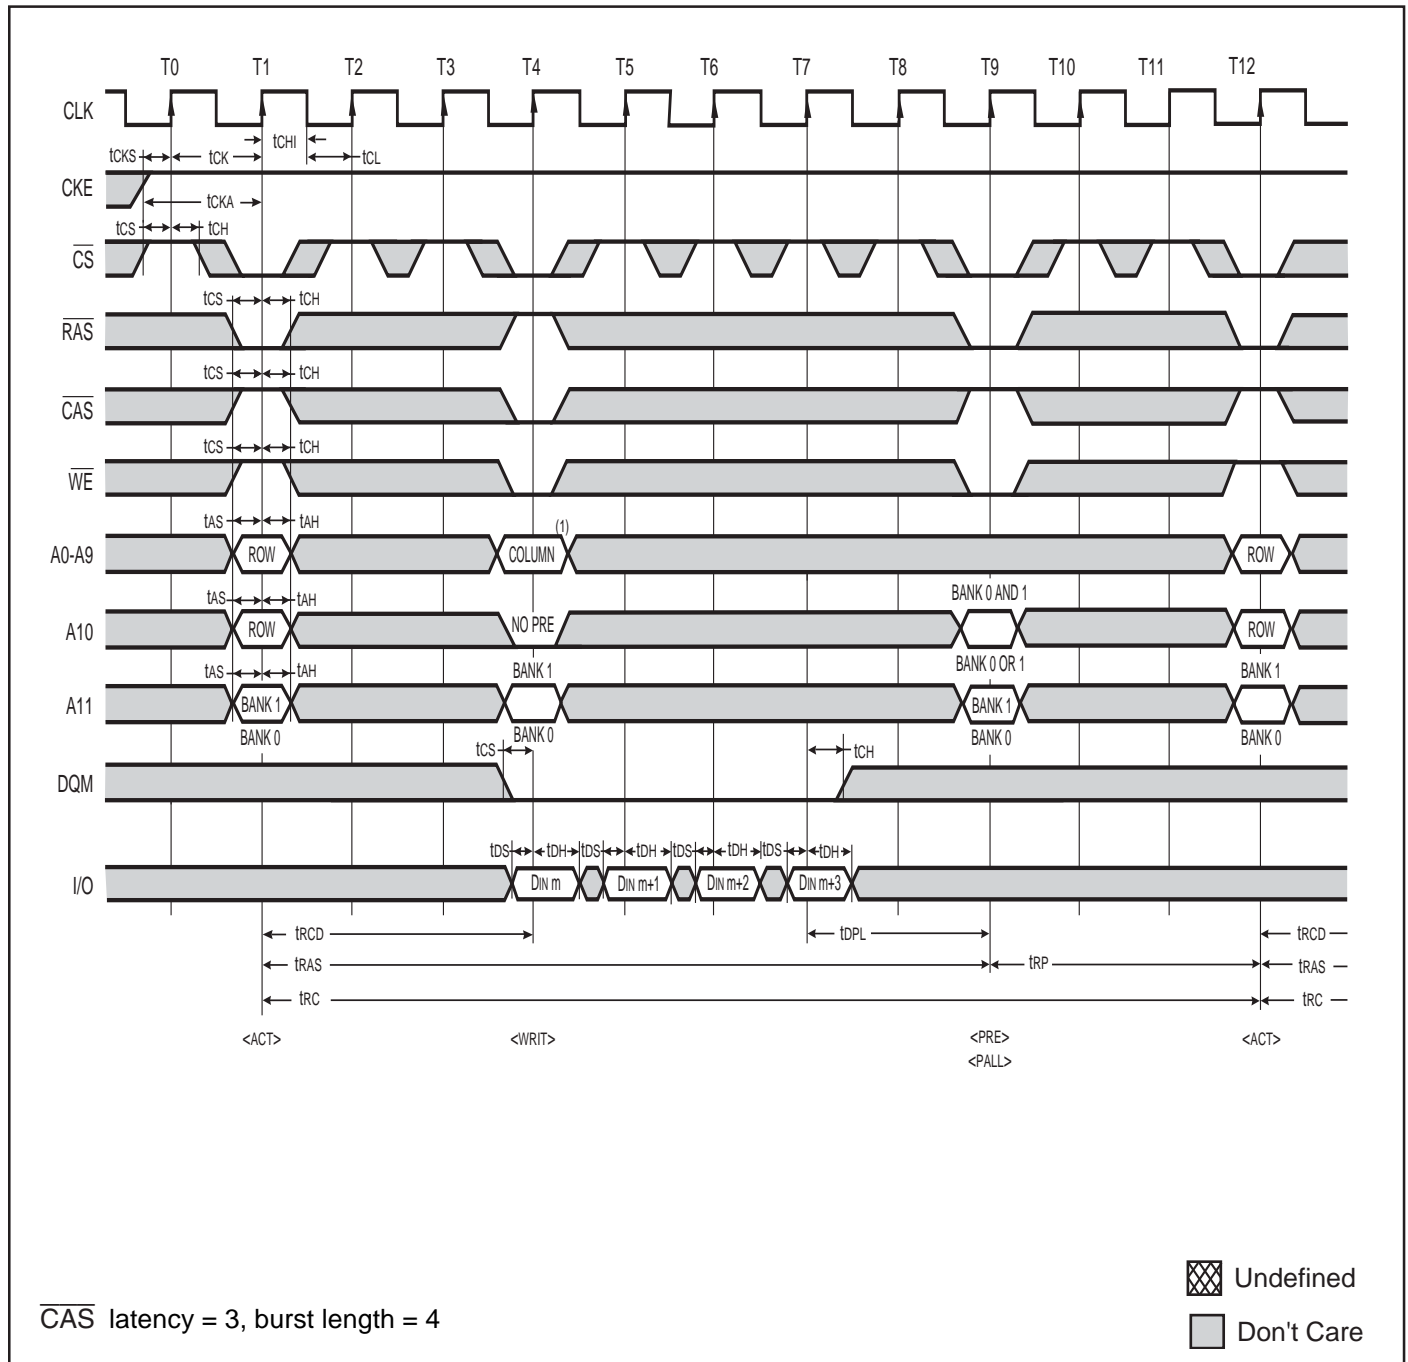 T0 T1 T2 T3 T4 T5 T6 T7 T8 T9 T10 T11 T12
CLK
tCHI
tCKS tCK tCL
CKE
tCKA
tCS tCH
CS
tCS tCH
RAS
tCS tCH
CAS
tCS tCH
WE
tAS tAH (1)
A0-A9 ROW COLUMN ROW
tAS tAH BANK 0 AND 1
A10 ROW NO PRE ROW
tAS tAH BANK 1 BANK 0 OR 1 BANK 1
A11 BANK 1 BANK 1
BANK 0 BANK 0 BANK 0 BANK 0
tCS tCH
DQM
tDS tDH tDS tDH tDS tDH tDS tDH
I/O DIN m DIN m+1 DIN m+2 DIN m+3
tRCD tDPL tRCD
tRAS tRP tRAS
tRC tRC
<ACT> <WRIT> <PRE> <ACT>
<PALL>
Undefined
CAS latency = 3, burst length = 4
Don't Care